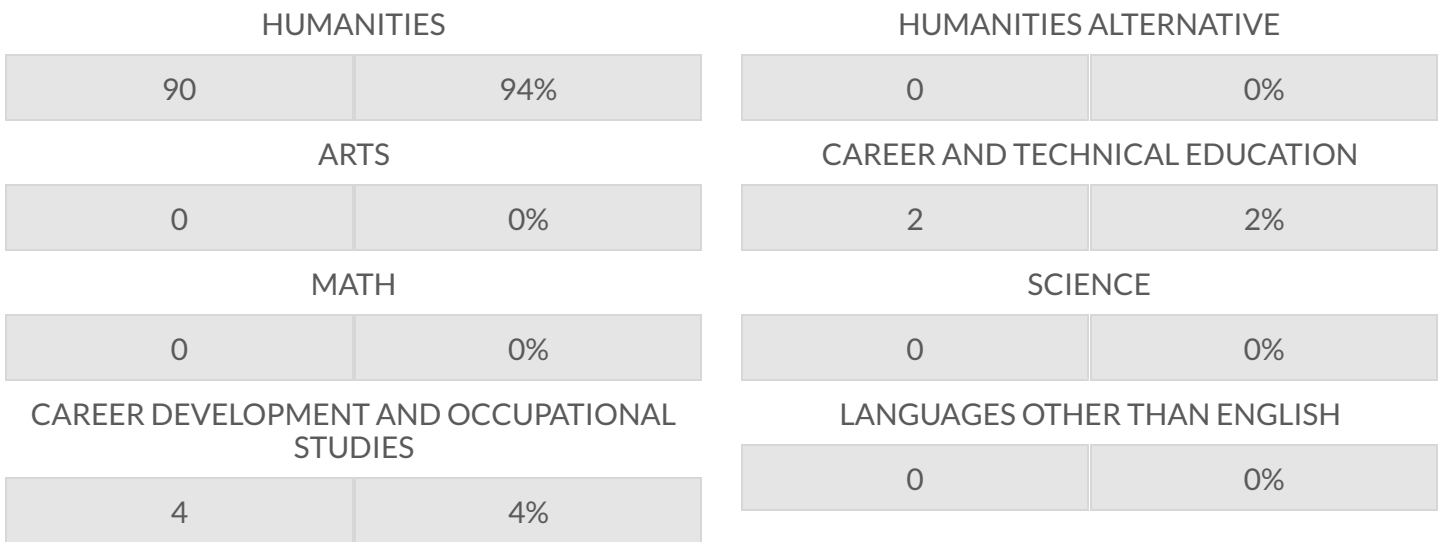 HUMANITIES
90 94%
HUMANITIES ALTERNATIVE
0 0%
ARTS
0 0%
CAREER AND TECHNICAL EDUCATION
2 2%
MATH
0 0%
SCIENCE
0 0%
CAREER DEVELOPMENT AND OCCUPATIONAL
STUDIES
4 4%
LANGUAGES OTHER THAN ENGLISH
0 0%